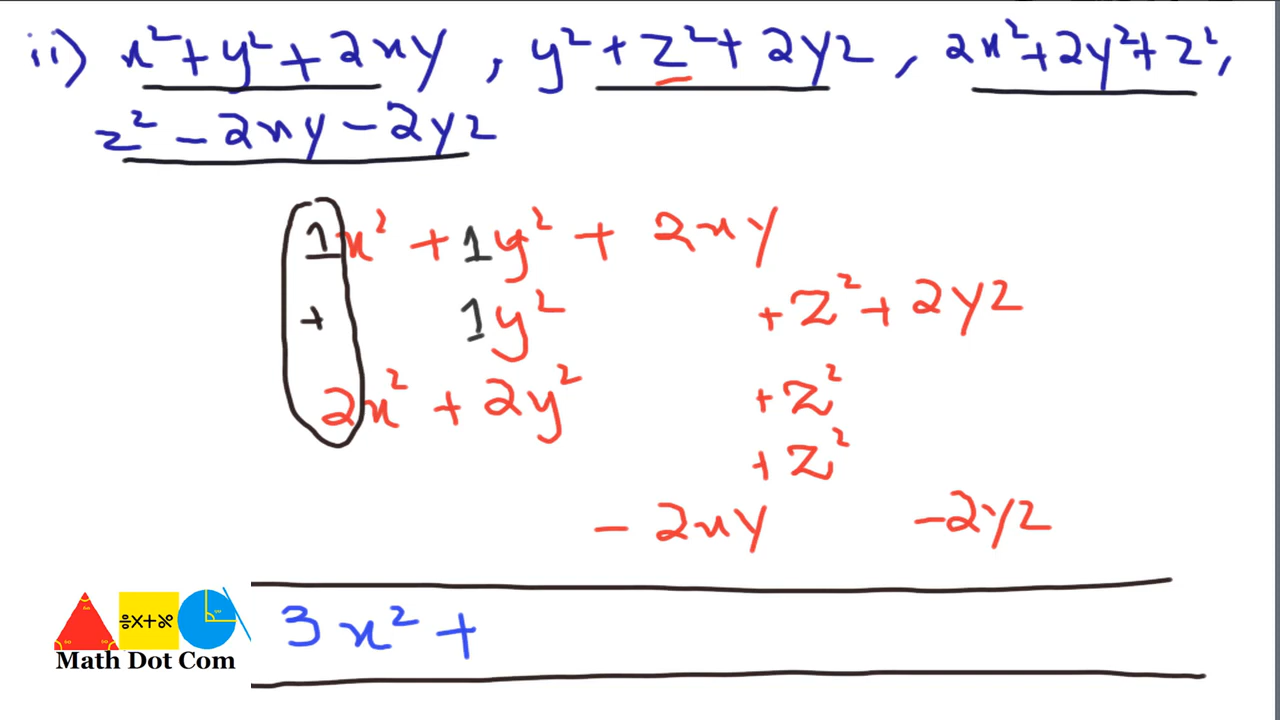 ii) x² + y² + 2xy , y² + z² + 2yz , 2x² + 2y² + z² ,
z² - 2xy - 2yz
1x² + 1y² + 2xy
+ 1y² + z² + 2yz
2x² + 2y² + z²
+ z²
- 2xy - 2yz
3x² +
÷x+%
Math Dot Com